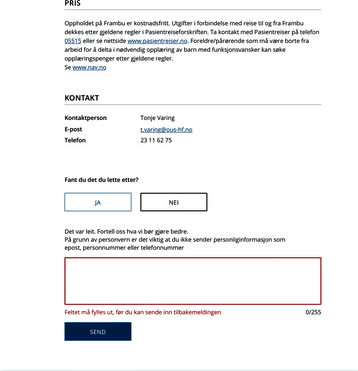 PRIS
Oppholdet på Frambu er kostnadsfritt. Utgifter i forbindelse med reise til og fra Frambu
dekkes etter gjeldene regler i Pasientreiseforskriften. Ta kontakt med Pasientreiser på telefon
05515 eller se nettside www.pasientreiser.no. Foreldre/pårørende som må være borte fra
arbeid for å delta i nødvendig opplæring av barn med funksjonsvansker kan søke
opplæringspenger etter gjeldene regler.
Se www.nav.no
KONTAKT
Kontaktperson Tonje Varing
E-post t.varing@ous-hf.no
Telefon 23 11 62 75
Fant du det du lette etter?
JA NEI
Det var leit. Fortell oss hva vi bør gjøre bedre.
På grunn av personvern er det viktig at du ikke sender personliginformasjon som
epost, personnummer eller telefonnummer
Feltet må fylles ut, før du kan sende inn tilbakemeldingen 0/255
SEND